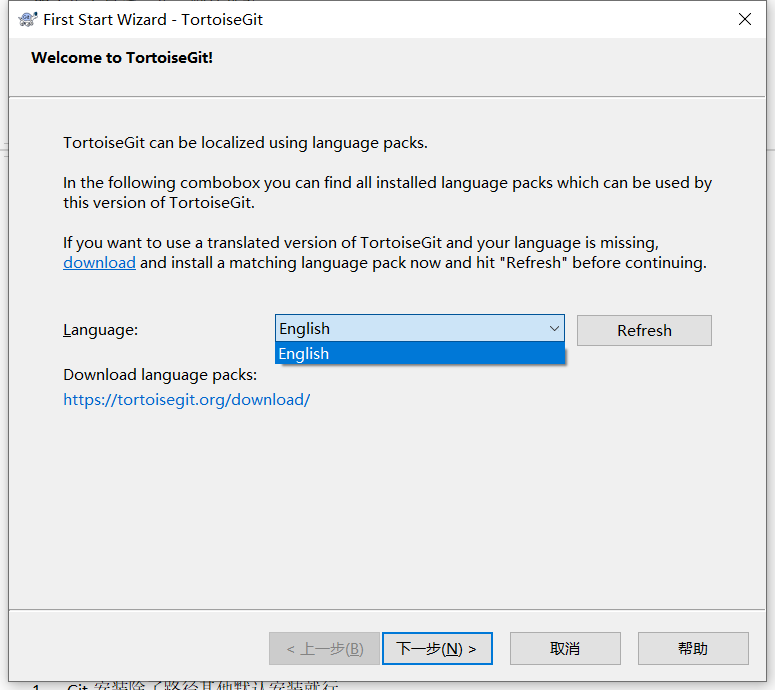 First Start Wizard - TortoiseGit
Welcome to TortoiseGit!
TortoiseGit can be localized using language packs.
In the following combobox you can find all installed language packs which can be used by
this version of TortoiseGit.
If you want to use a translated version of TortoiseGit and your language is missing,
download and install a matching language pack now and hit "Refresh" before continuing.
Language: English Refresh
English
Download language packs:
https://tortoisegit.org/download/
< 上一步(B) 下一步(N) > 取消 帮助
1. Git 安装除了路径其他默认安装就行